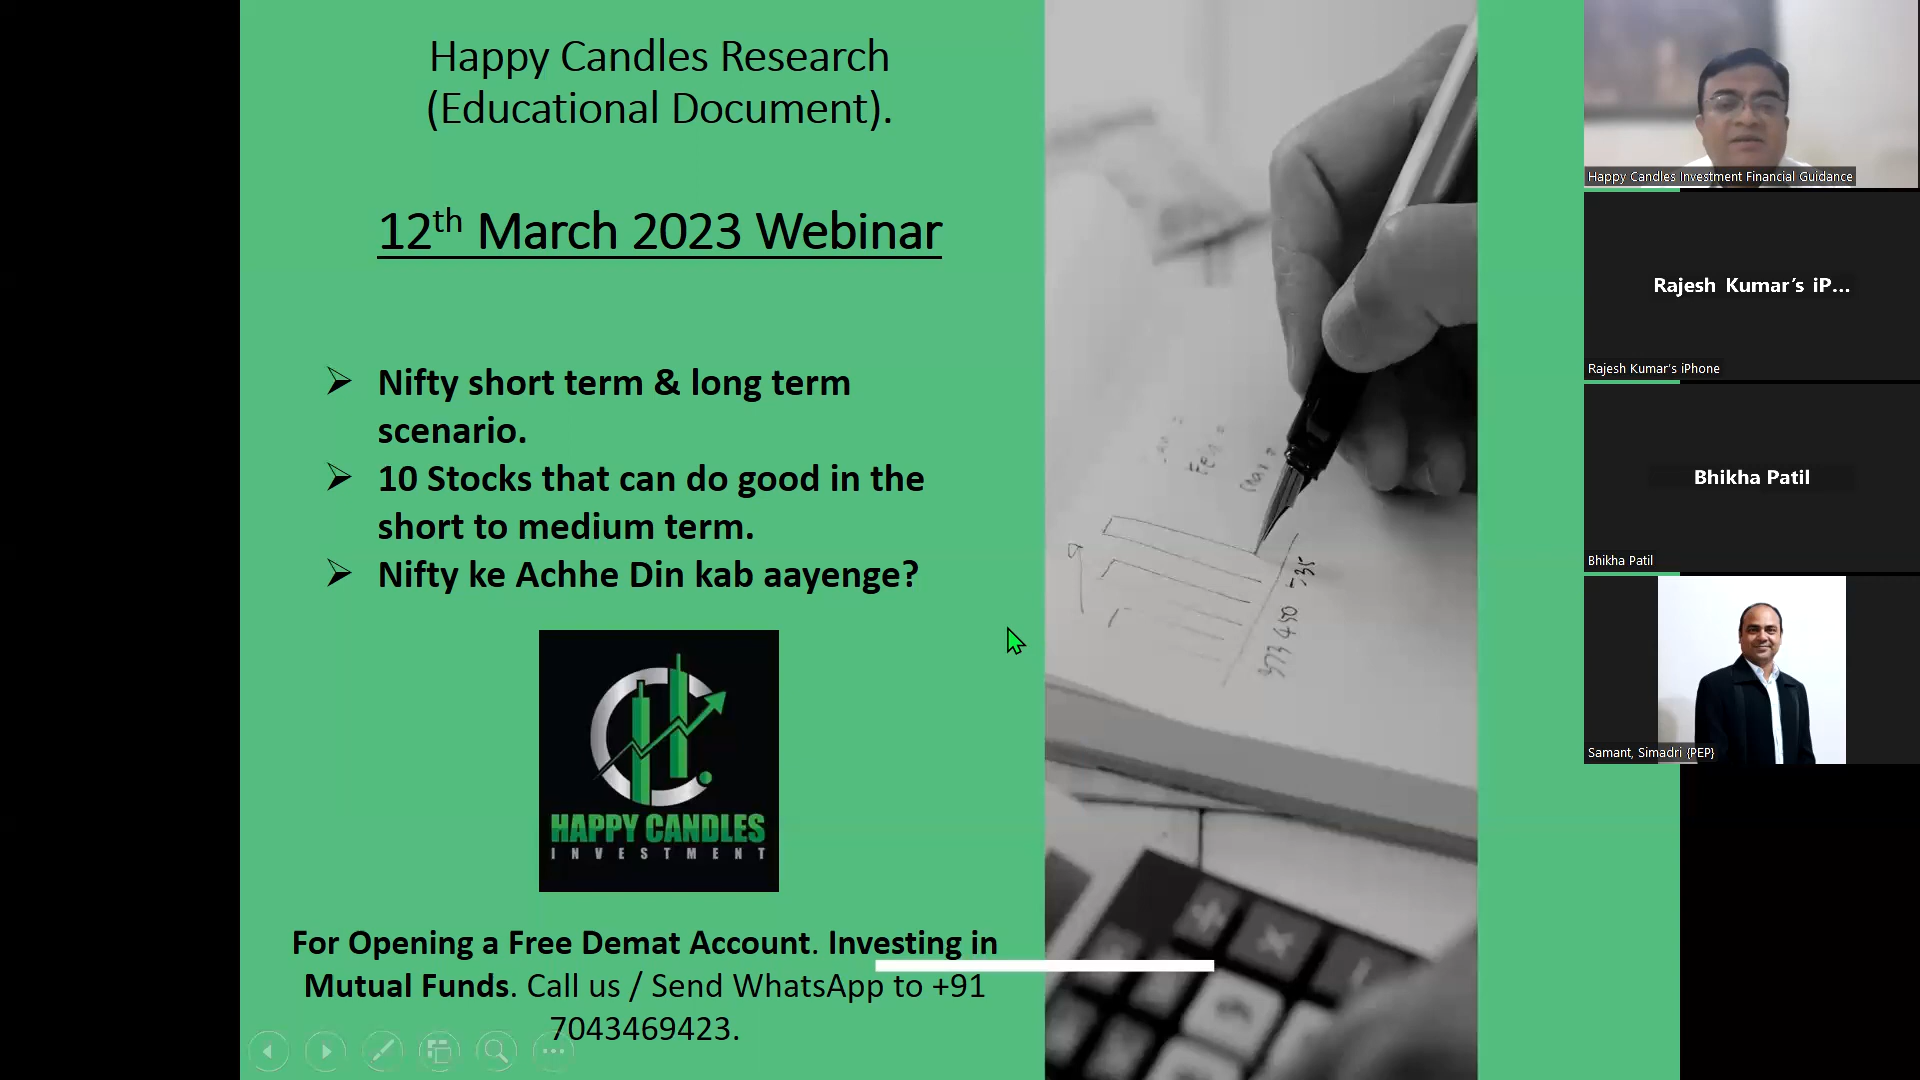 Happy Candles Research
(Educational Document).
12th March 2023 Webinar
➢ Nifty short term & long term
scenario.
➢ 10 Stocks that can do good in the
short to medium term.
➢ Nifty ke Achhe Din kab aayenge?
HAPPY CANDLES
INVESTMENT
For Opening a Free Demat Account. Investing in
Mutual Funds. Call us / Send WhatsApp to +91
7043469423.
Happy Candles Investment Financial Guidance
Rajesh Kumar's iP...
Rajesh Kumar's iPhone
Bhikha Patil
Bhikha Patil
Samant, Simadri {PEP}